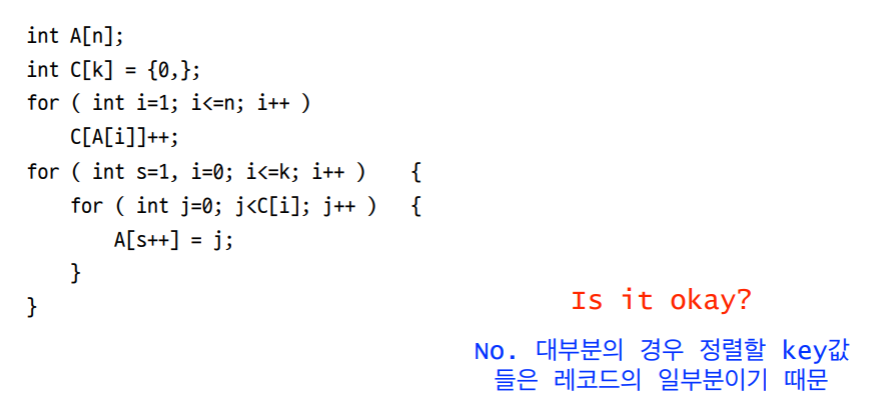 int A[n];
int C[k] = {0,};
for ( int i=1; i<=n; i++ )
    C[A[i]]++;
for ( int s=1, i=0; i<=k; i++ )    {
    for ( int j=0; j<C[i]; j++ )   {
        A[s++] = j;
    }
}
Is it okay?
No. 대부분의 경우 정렬할 key값
들은 레코드의 일부분이기 때문